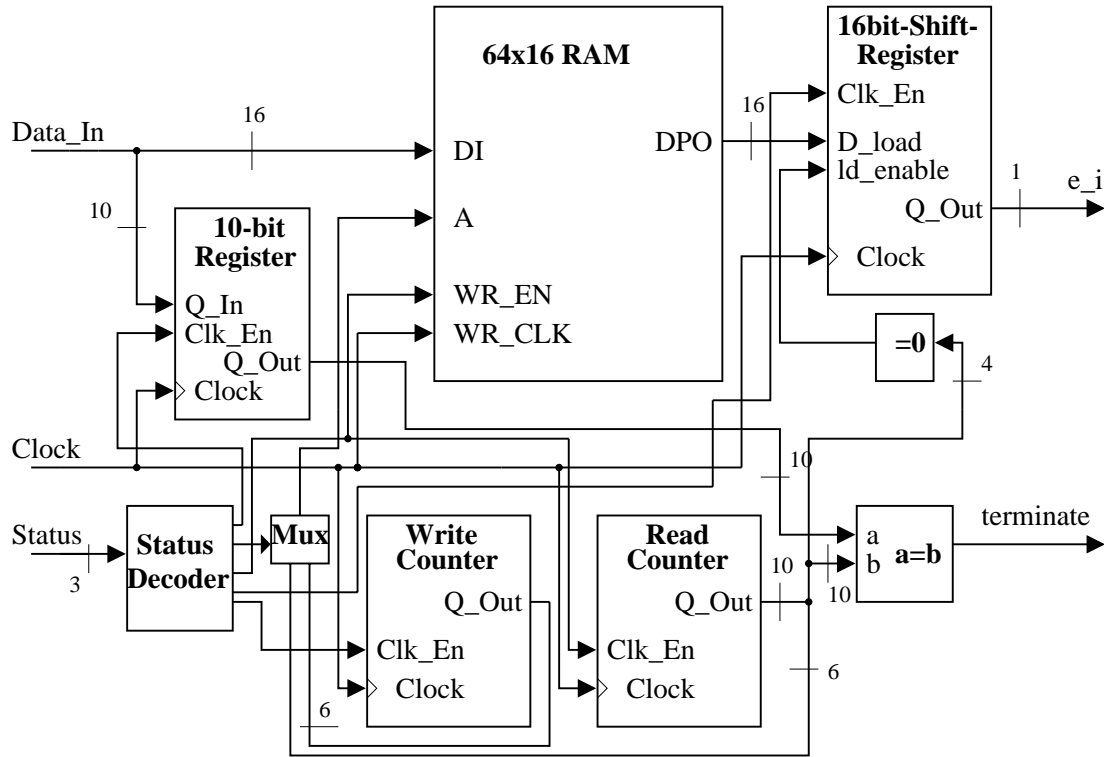 64x16 RAM
16bit-Shift-
Register
Clk_En
D_load
ld_enable
Q_Out
Clock
1
e_i
Data_In
16
DI
DPO
16
A
WR_EN
WR_CLK
10
10-bit
Register
Q_In
Clk_En
Q_Out
Clock
=0
4
Clock
10
Status
3
Status
Decoder
Mux
Write
Counter
Q_Out
Clk_En
Clock
6
Read
Counter
Q_Out
Clk_En
Clock
10
10
6
a
b
a=b
terminate